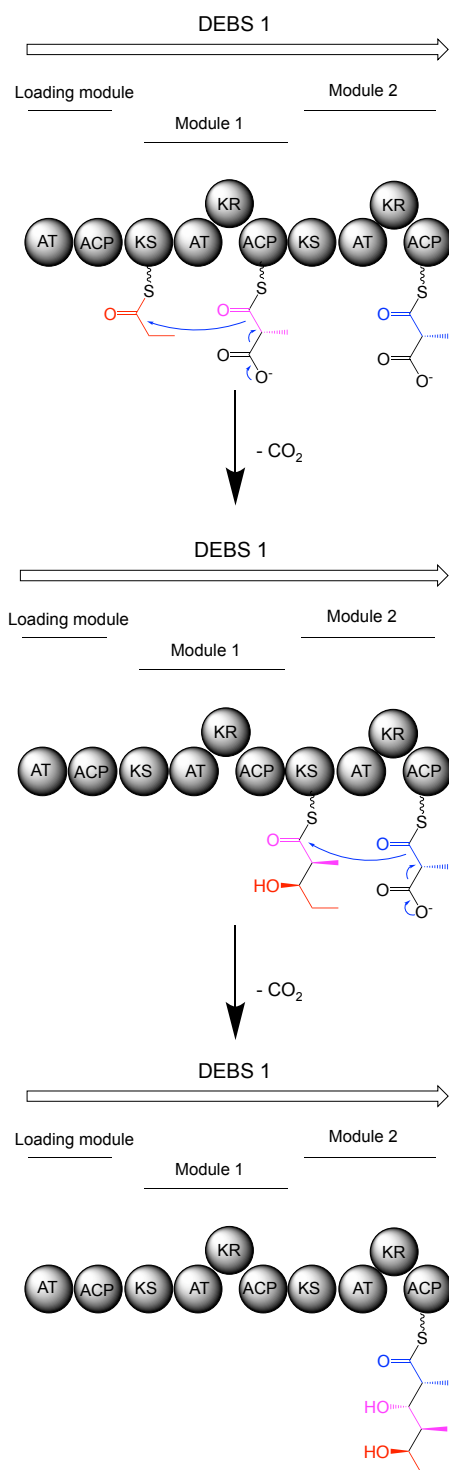 DEBS 1
Loading module
Module 2
Module 1
KR
KR
AT
ACP
KS
AT
ACP
KS
AT
ACP
S
S
S
O
O
O
O
O
O-
O-
- CO2
DEBS 1
Loading module
Module 2
Module 1
KR
KR
AT
ACP
KS
AT
ACP
KS
AT
ACP
S
S
O
O
HO
O
O-
- CO2
DEBS 1
Loading module
Module 2
Module 1
KR
KR
AT
ACP
KS
AT
ACP
KS
AT
ACP
S
O
HO
HO